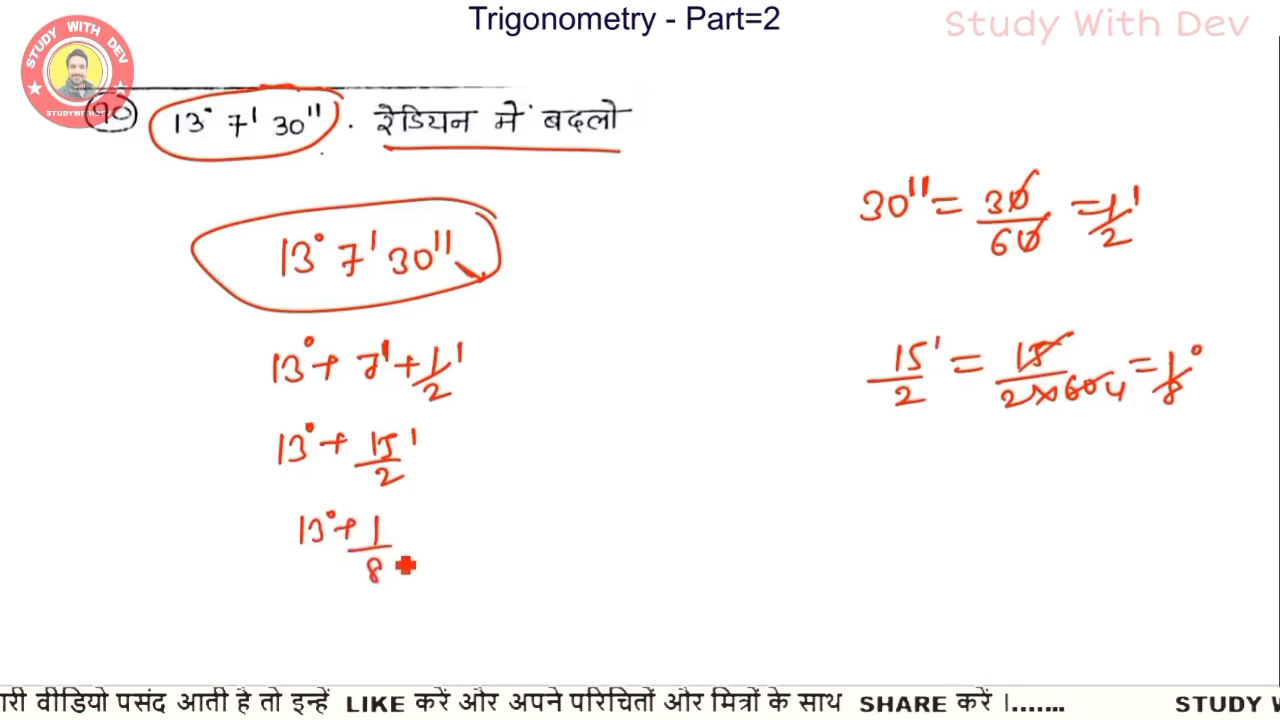 Trigonometry - Part=2
Study With Dev
STUDY WITH DEV
STUDYWITHDEV
90 13° 7' 30". रेडियन में बदलो
13° 7' 30"
13° + 7' + 1/2'
13° + 15/2'
13° + 1/8
30" = 30/60 = 1/2'
15/2' = 15/2×60 4 = 1/8°
ारी वीडियो पसंद आती है तो इन्हें LIKE करें और अपने परिचितों और मित्रों के साथ SHARE करें ।....... STUDY W